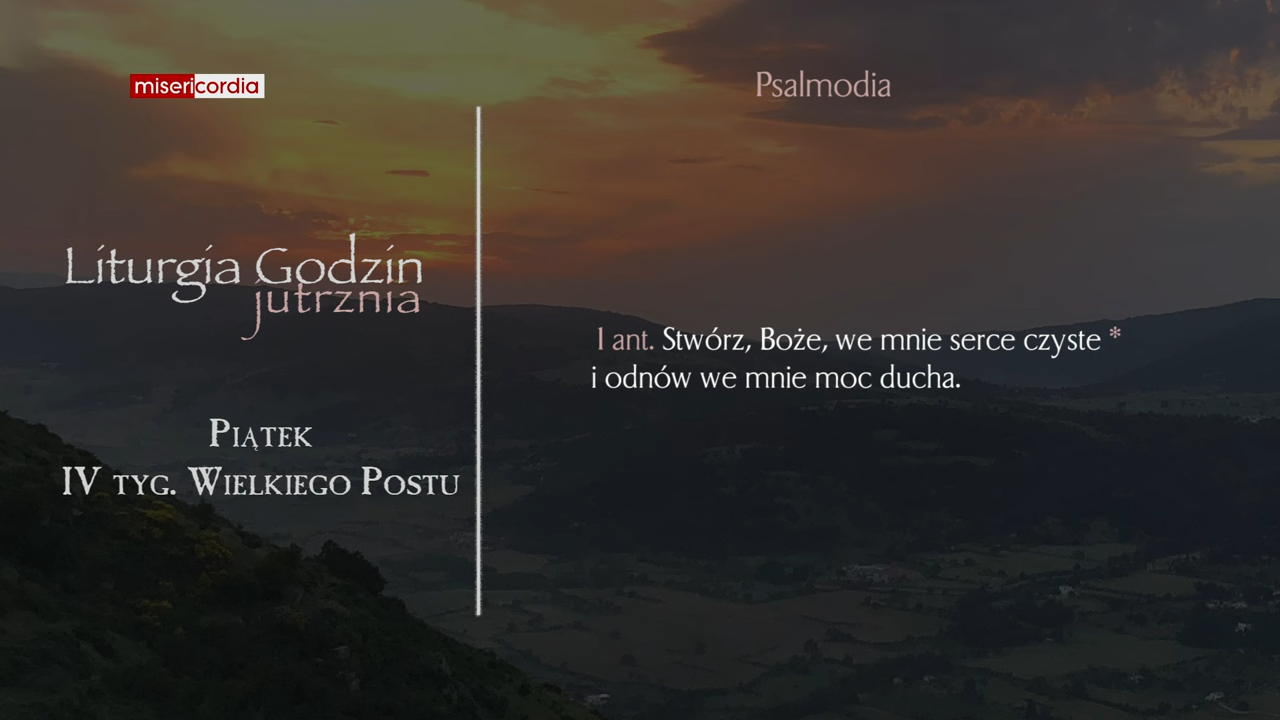 misericordia
Psalmodia
Liturgia Godzin
jutrznia
I ant. Stwórz, Boże, we mnie serce czyste *
i odnów we mnie moc ducha.
Piątek
IV tyg. Wielkiego Postu